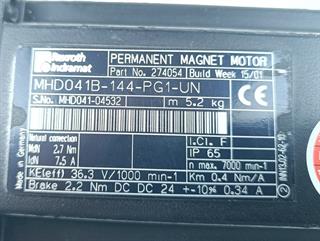 Rexroth Indramat
PERMANENT MAGNET MOTOR
Part No. 274054 Build Week 15/01
MHD041B-144-PG1-UN
S.No. MHD041-04532 m 5.2 kg
CE
Natural convection I.Cl. F
MdN 2.7 Nm IP 65
IdN 7.5 A n max. 7000 min-1
KE(eff) 36.3 V/1000 min-1 Km 0.4 Nm/A
Brake 2.2 Nm DC 24 +-10% 0.34 A
Made in Germany